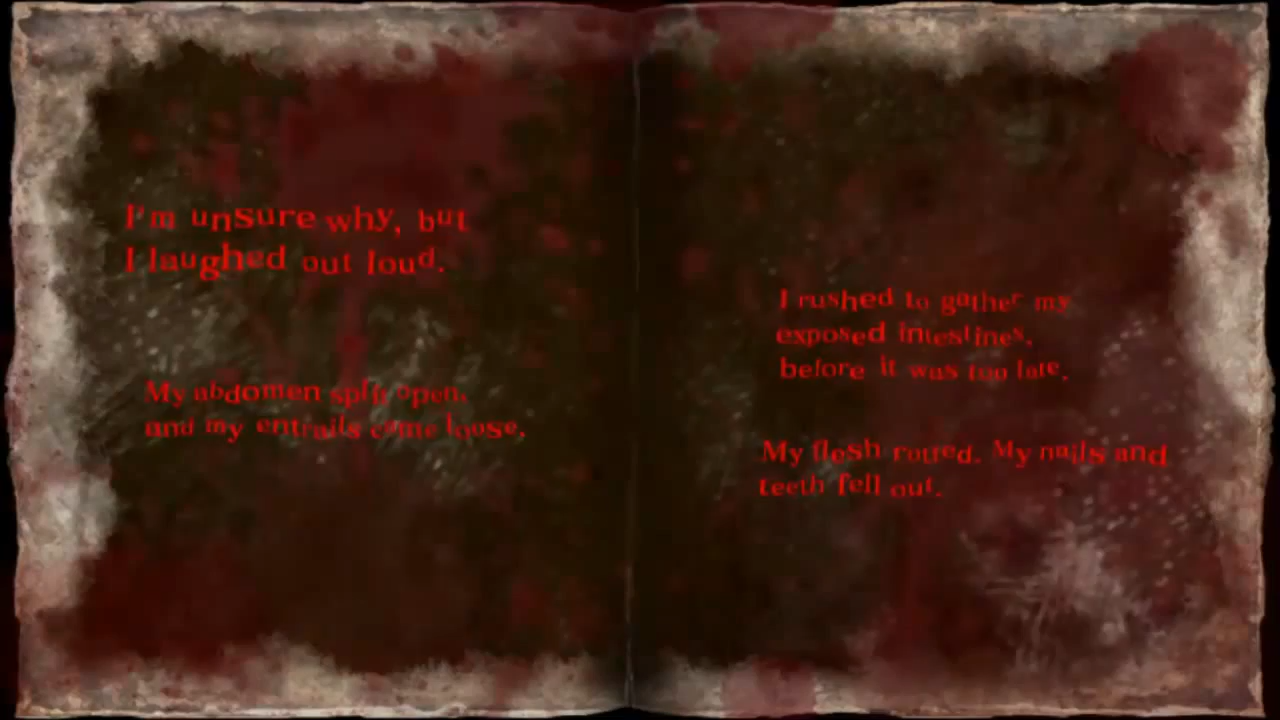 I'm unsure why, but
I laughed out loud.
My abdomen split open,
and my entrails came loose,
I rushed to gather my
exposed intestines,
before it was too late.
My flesh rotted. My nails and
teeth fell out.